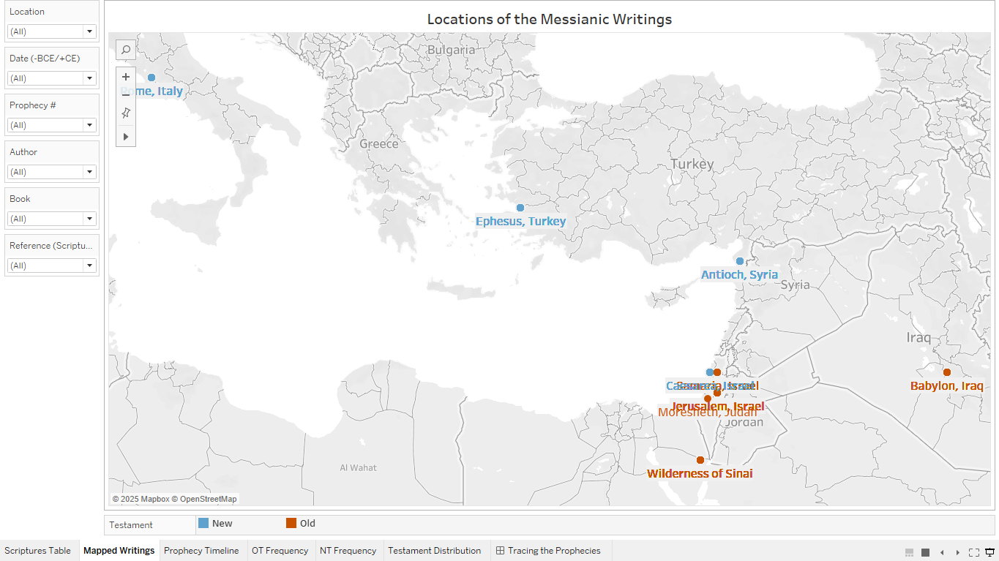 Locations of the Messianic Writings
Location
(All)
Date (-BCE/+CE)
(All)
Prophecy #
(All)
Author
(All)
Book
(All)
Reference (Scriptu...
(All)
Bulgaria
Rome, Italy
Greece
Turkey
Ephesus, Turkey
Antioch, Syria
Syria
Iraq
Samaria, Israel
Babylon, Iraq
Jerusalem, Israel
Moresheth, Judah
Jordan
Al Wahat
Wilderness of Sinai
© 2025 Mapbox © OpenStreetMap
Testament
New
Old
Scriptures Table
Mapped Writings
Prophecy Timeline
OT Frequency
NT Frequency
Testament Distribution
Tracing the Prophecies